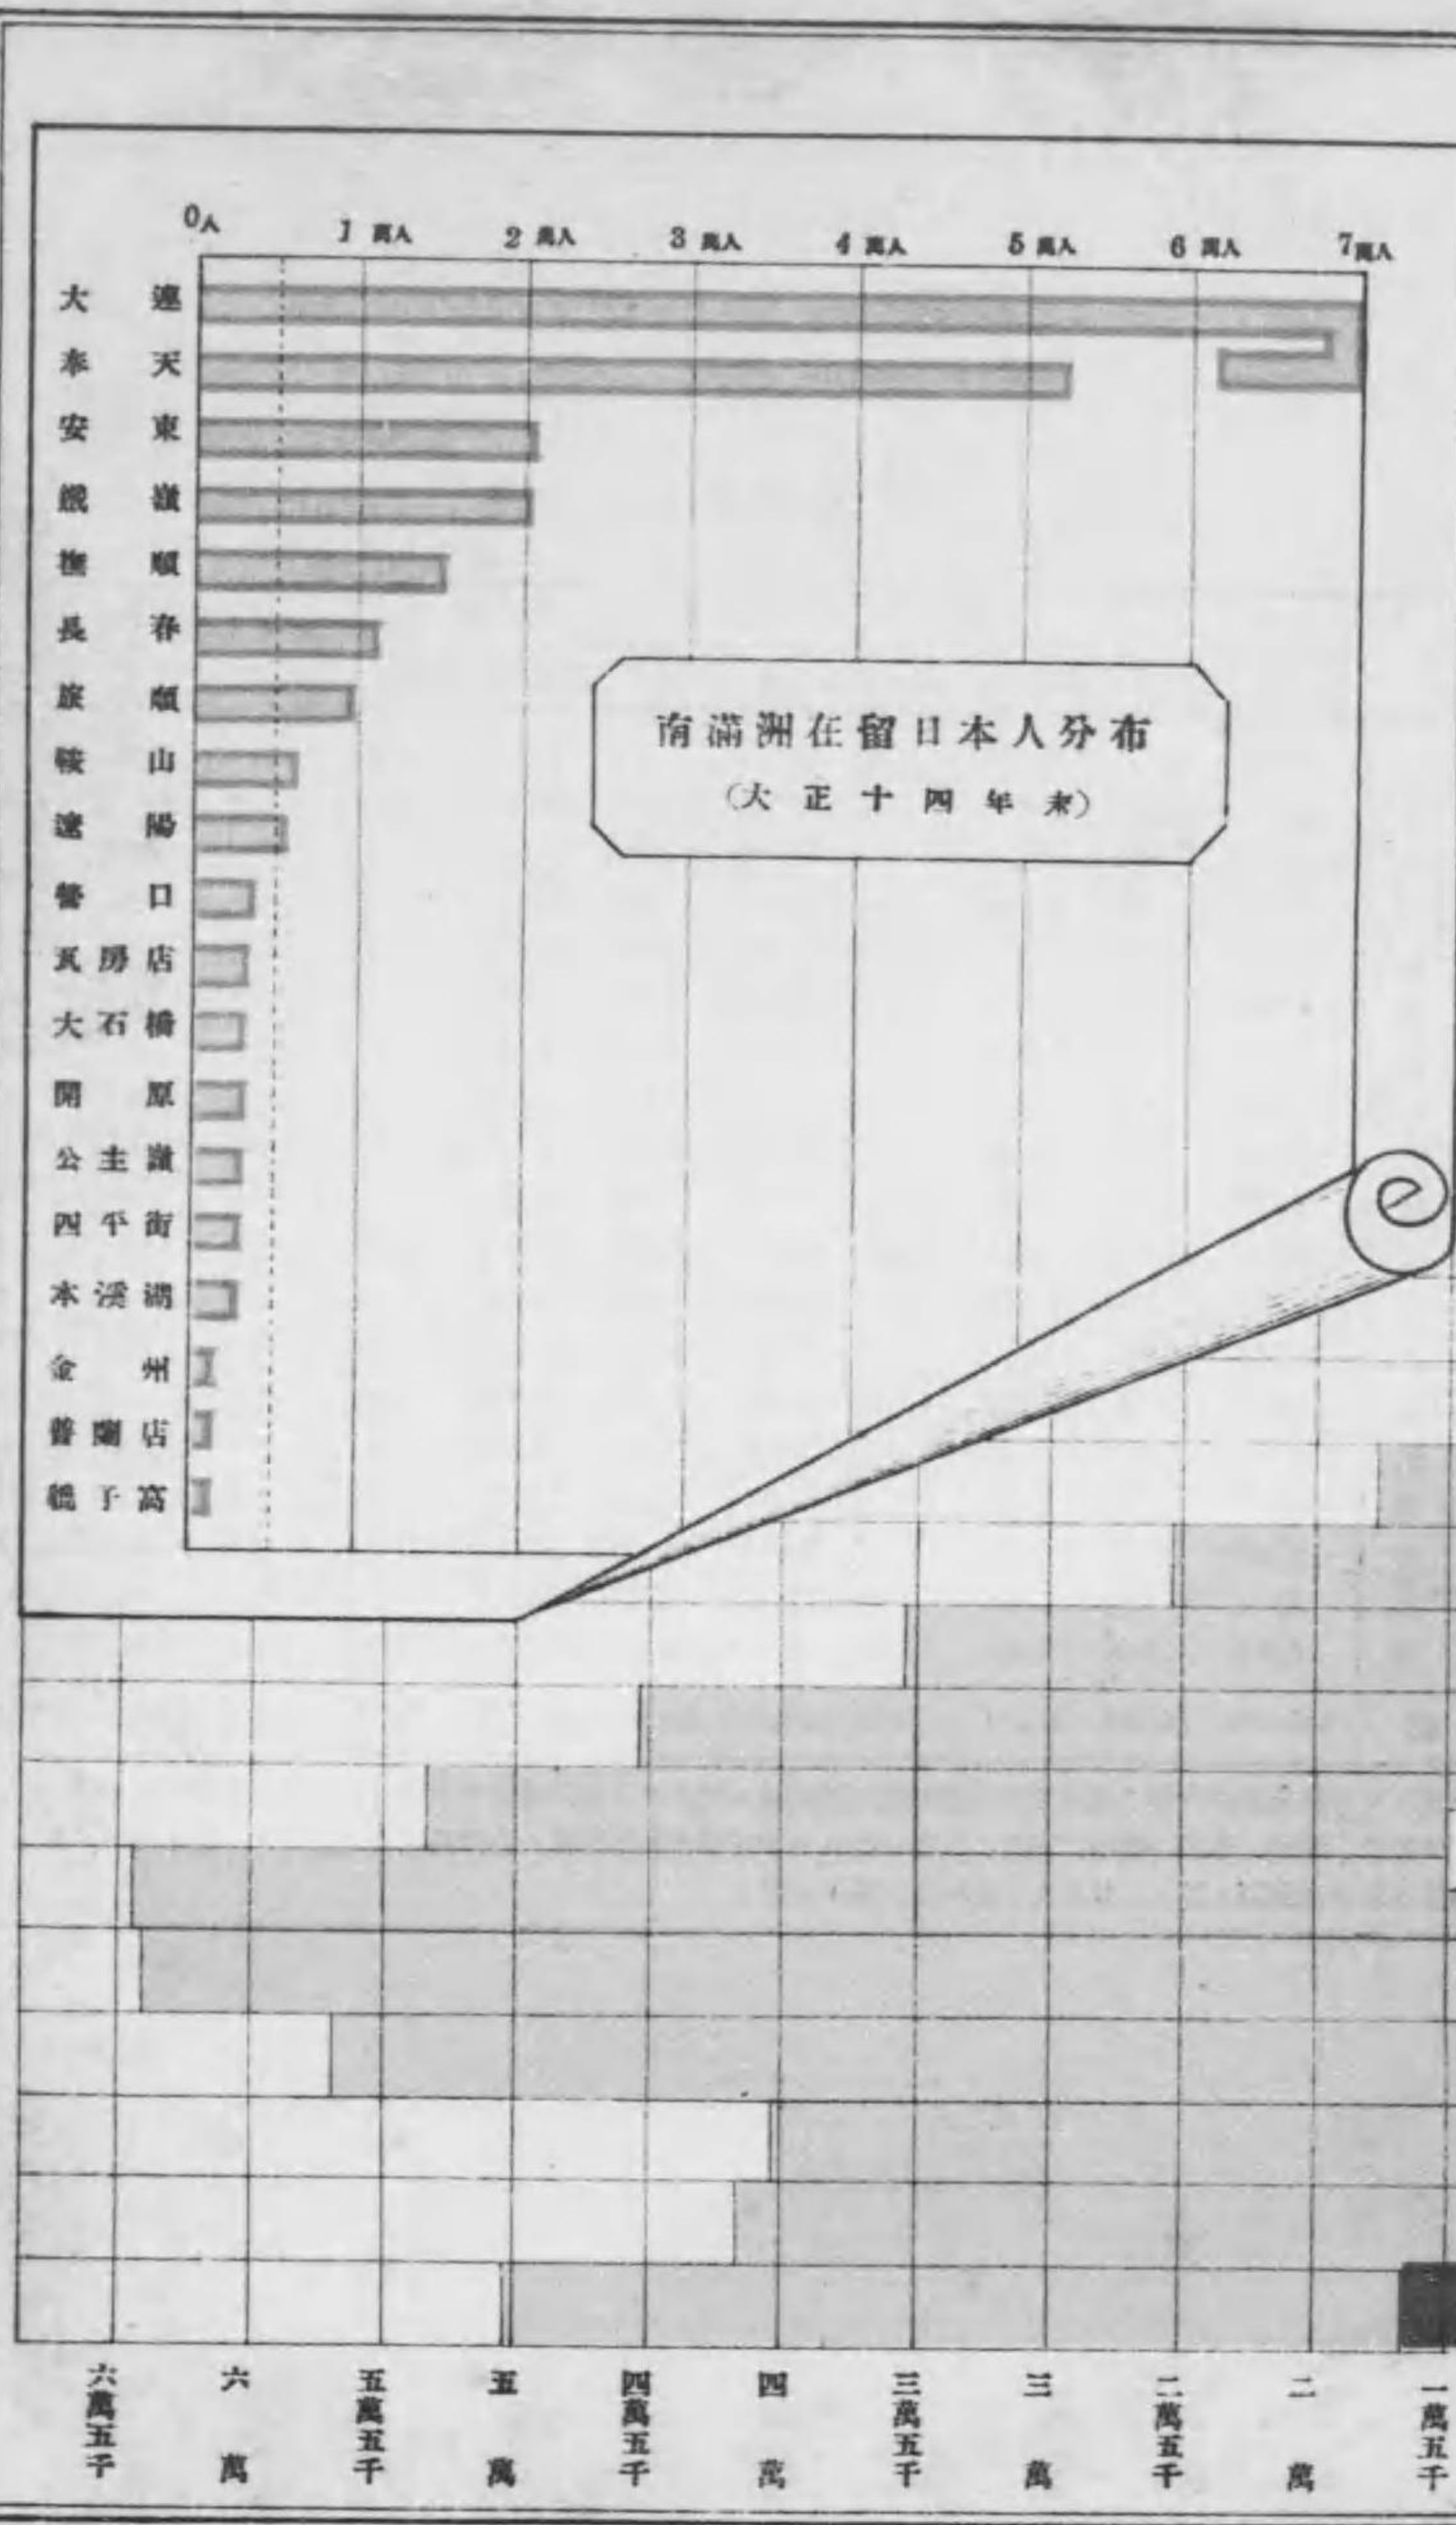 0人 1萬人 2萬人 3萬人 4萬人 5萬人 6萬人 7萬人
大連
奉天
安東
鐵嶺
撫順
長春
旅順
鞍山
遼陽
營口
瓦房店
大石橋
開原
公主嶺
四平街
本溪湖
金州
普蘭店
貔子窩
南滿洲在留日本人分布
(大正十四年末)
一萬五千
二萬
二萬五千
三萬
三萬五千
四萬
四萬五千
五萬
五萬五千
六萬
六萬五千